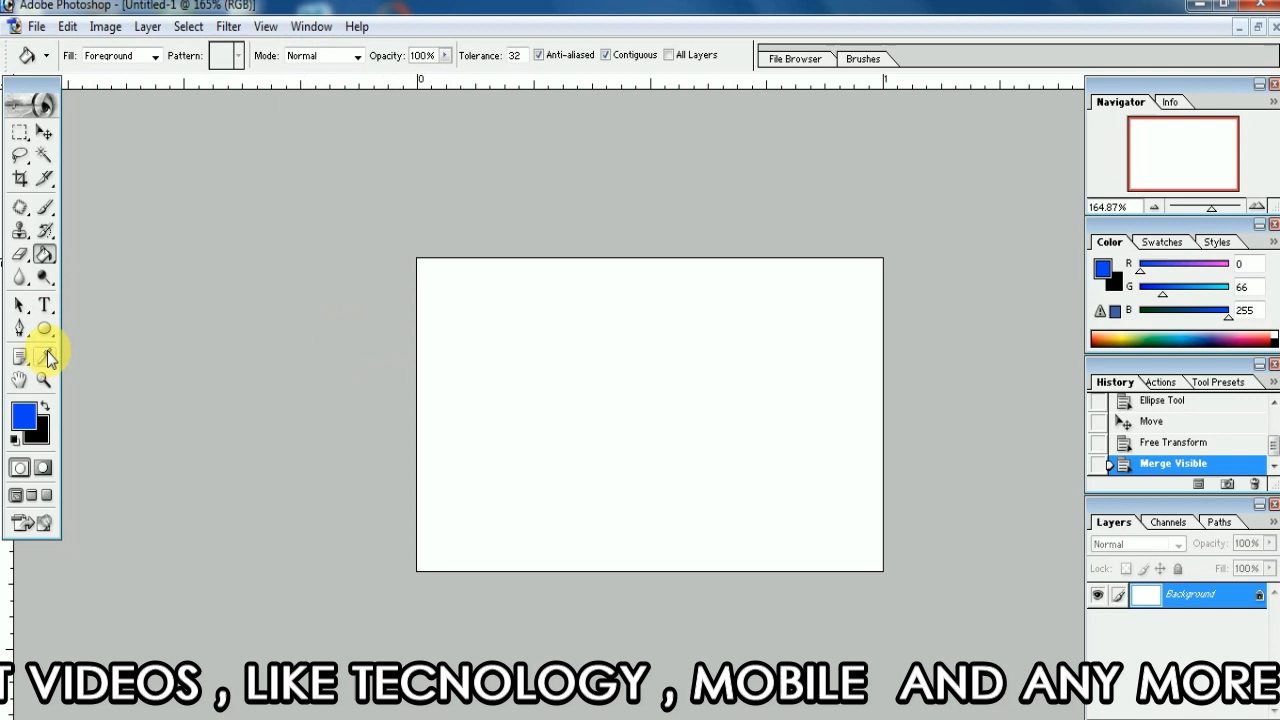 Adobe Photoshop - [Untitled-1 @ 165% (RGB)]
File Edit Image Layer Select Filter View Window Help
Fill: Foreground Pattern: Mode: Normal Opacity: 100% Tolerance: 32 Anti-aliased Contiguous All Layers File Browser Brushes
0 1
Navigator Info
164.87%
Color Swatches Styles
R 0
G 66
B 255
History Actions Tool Presets
Ellipse Tool
Move
Free Transform
Merge Visible
Layers Channels Paths
Normal Opacity: 100%
Lock: Fill: 100%
Background
T
T VIDEOS , LIKE TECNOLOGY , MOBILE AND ANY MORE